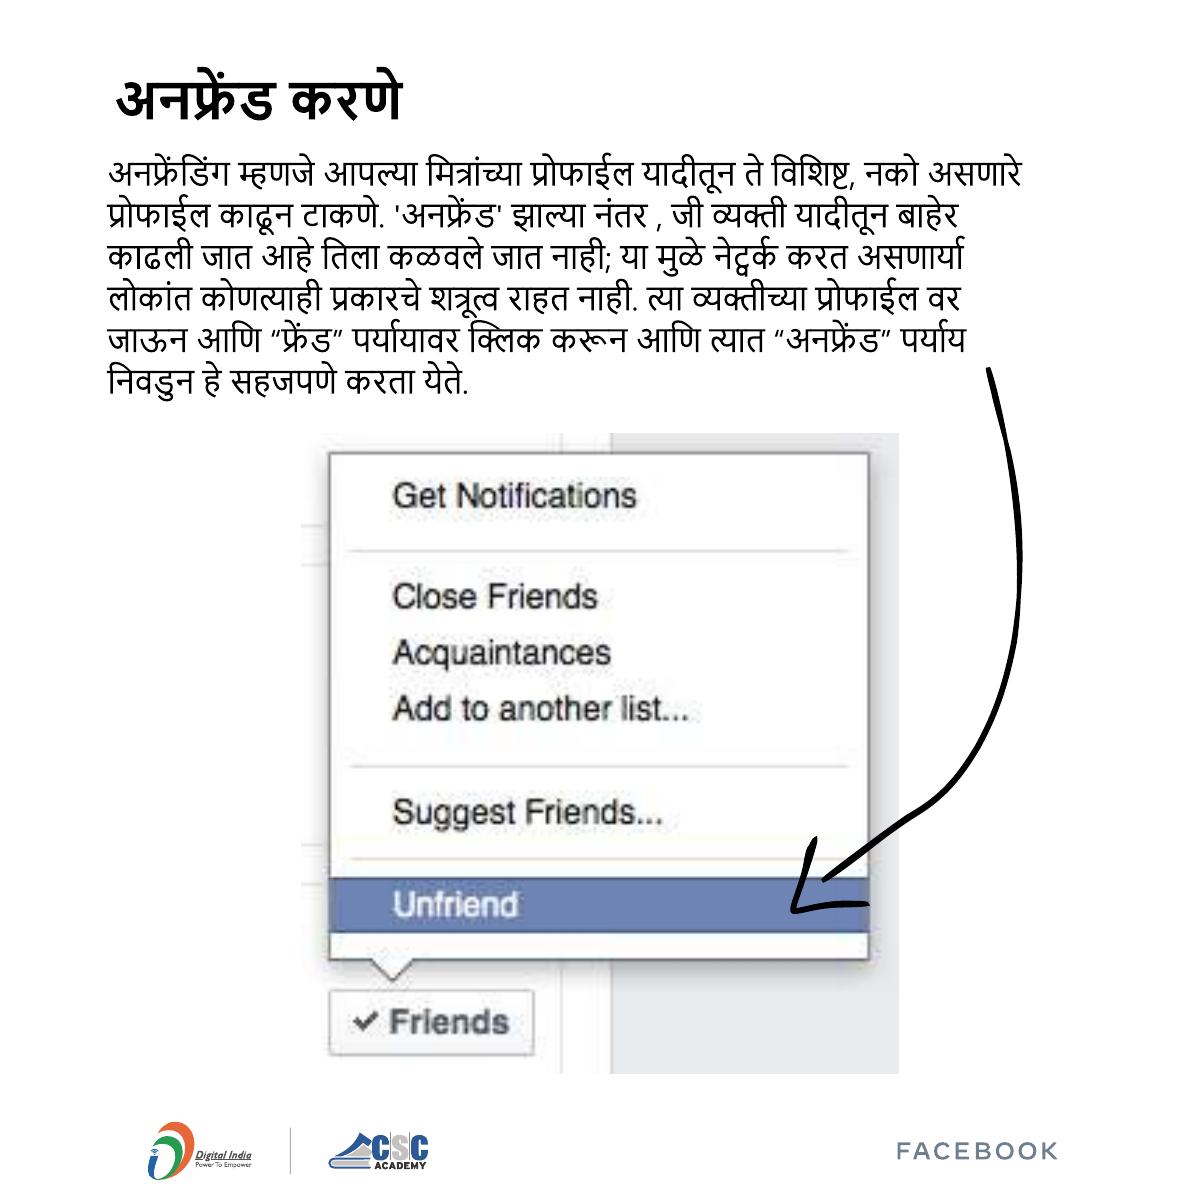 अनफ्रेंड करणे
अनफ्रेंडिंग म्हणजे आपल्या मित्रांच्या प्रोफाईल यादीतून ते विशिष्ट, नको असणारे
प्रोफाईल काढून टाकणे. 'अनफ्रेंड' झाल्या नंतर , जी व्यक्ती यादीतून बाहेर
काढली जात आहे तिला कळवले जात नाही; या मुळे नेट्वर्क करत असणार्या
लोकांत कोणत्याही प्रकारचे शत्रूत्व राहत नाही. त्या व्यक्तीच्या प्रोफाईल वर
जाऊन आणि “फ्रेंड” पर्यायावर क्लिक करून आणि त्यात “अनफ्रेंड” पर्याय
निवडुन हे सहजपणे करता येते.
Get Notifications
Close Friends
Acquaintances
Add to another list...
Suggest Friends...
Unfriend
Friends
Digital India
Power To Empower
CSC
ACADEMY
FACEBOOK